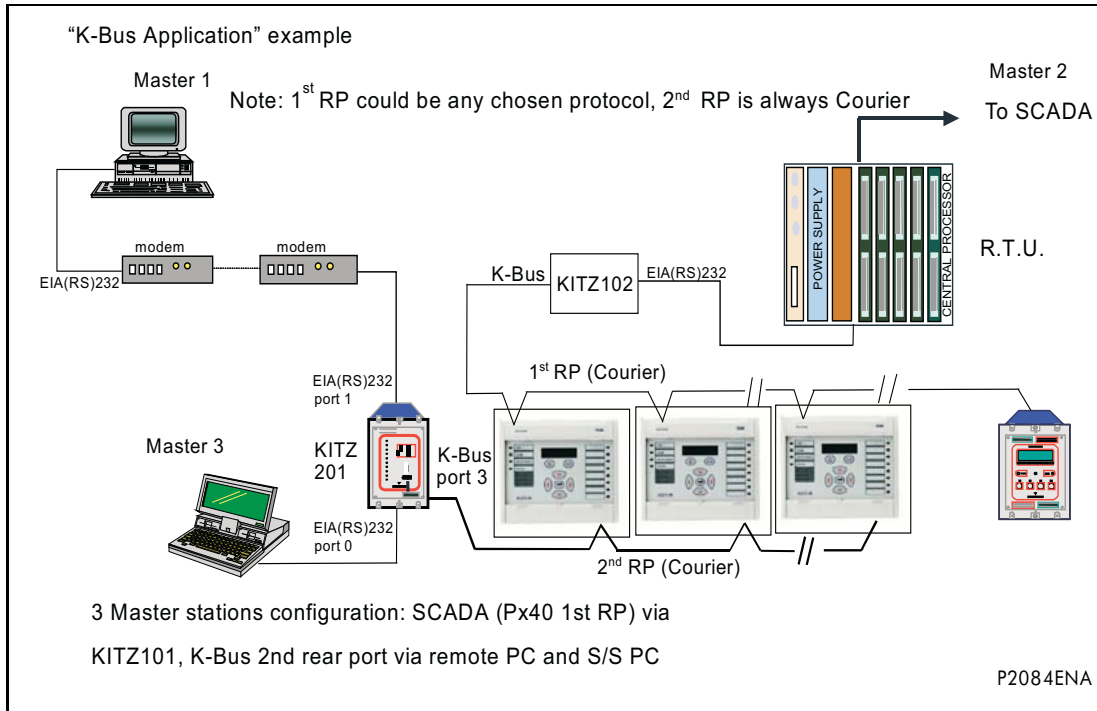 “K-Bus Application” example
Master 1
Note: 1st RP could be any chosen protocol, 2nd RP is always Courier
Master 2
To SCADA
POWER SUPPLY
CENTRAL PROCESSOR
R.T.U.
modem
modem
EIA(RS)232
K-Bus
KITZ102
EIA(RS)232
EIA(RS)232
port 1
1st RP (Courier)
Master 3
KITZ
201
K-Bus
port 3
EIA(RS)232
port 0
2nd RP (Courier)
3 Master stations configuration: SCADA (Px40 1st RP) via
KITZ101, K-Bus 2nd rear port via remote PC and S/S PC
P2084ENA